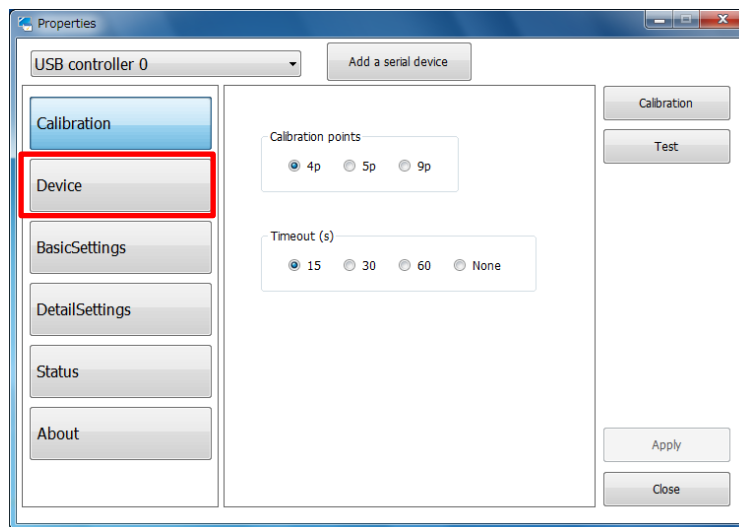 Properties
USB controller 0
Add a serial device
Calibration
Device
BasicSettings
DetailSettings
Status
About
Calibration points
4p 5p 9p
Timeout (s)
15 30 60 None
Calibration
Test
Apply
Close